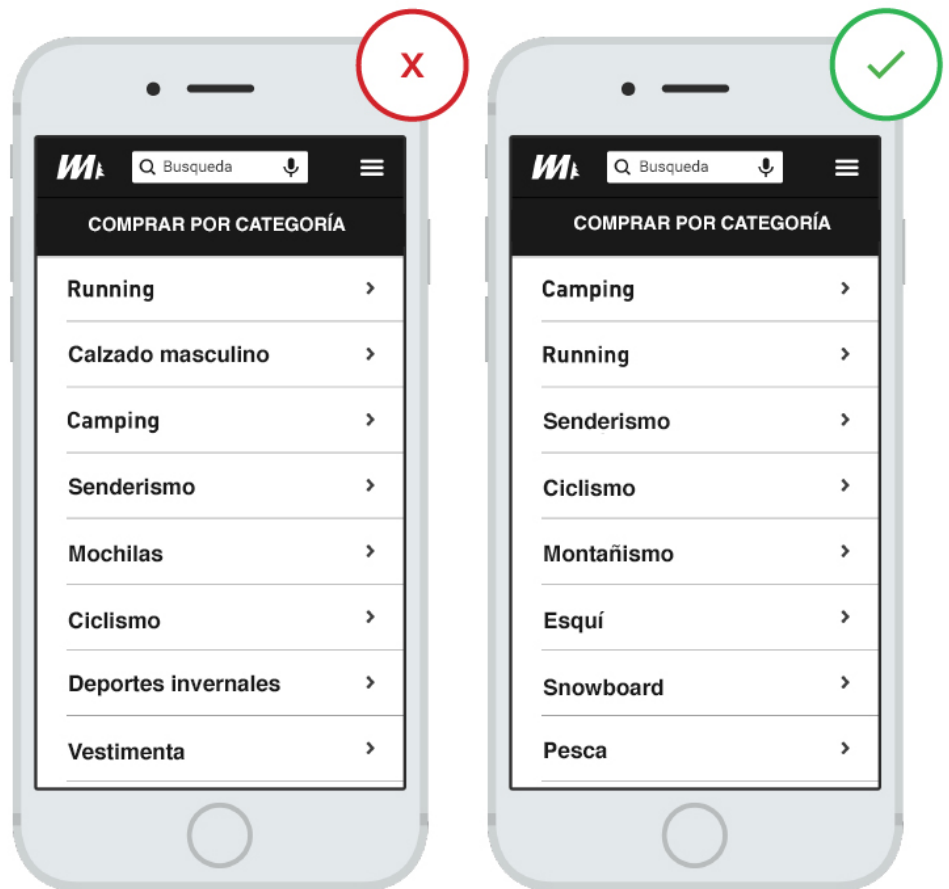 X
Busqueda
COMPRAR POR CATEGORÍA
Running
Calzado masculino
Camping
Senderismo
Mochilas
Ciclismo
Deportes invernales
Vestimenta
Busqueda
COMPRAR POR CATEGORÍA
Camping
Running
Senderismo
Ciclismo
Montañismo
Esquí
Snowboard
Pesca